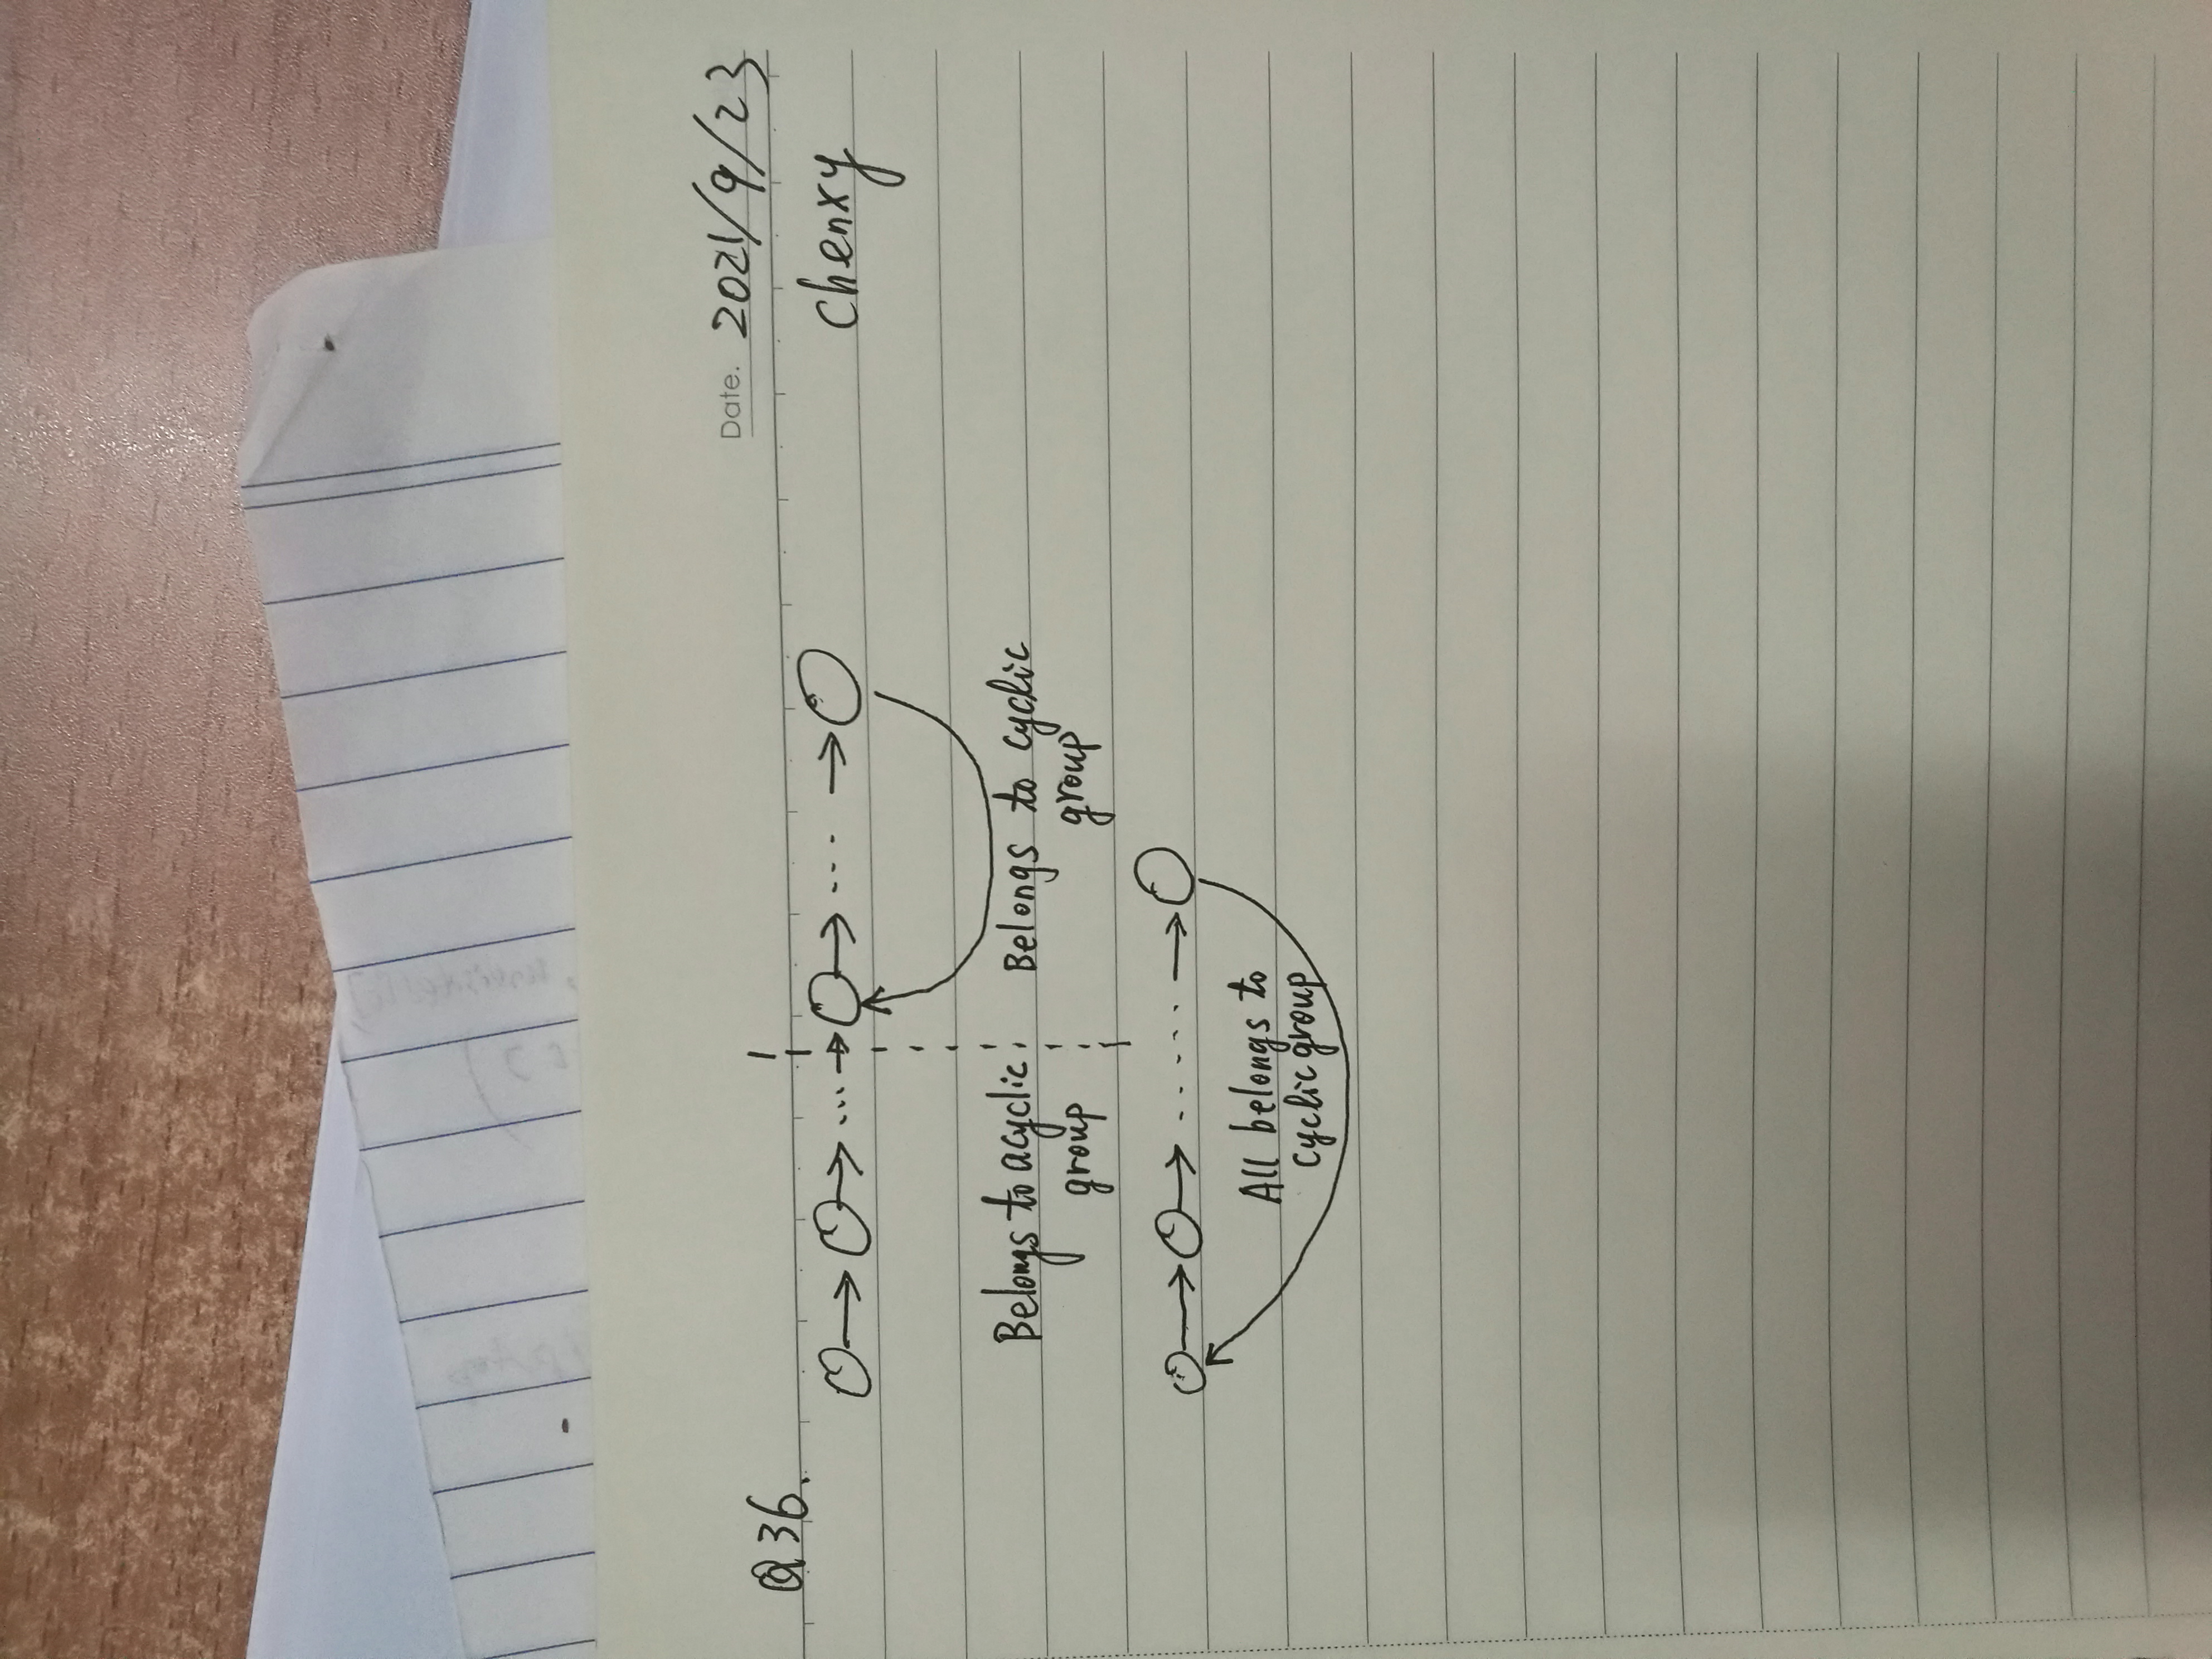 Date. 2021/9/23
Q36.
Chenxy
Belongs to acyclic
group
Belongs to cyclic
group
All belongs to
cyclic group